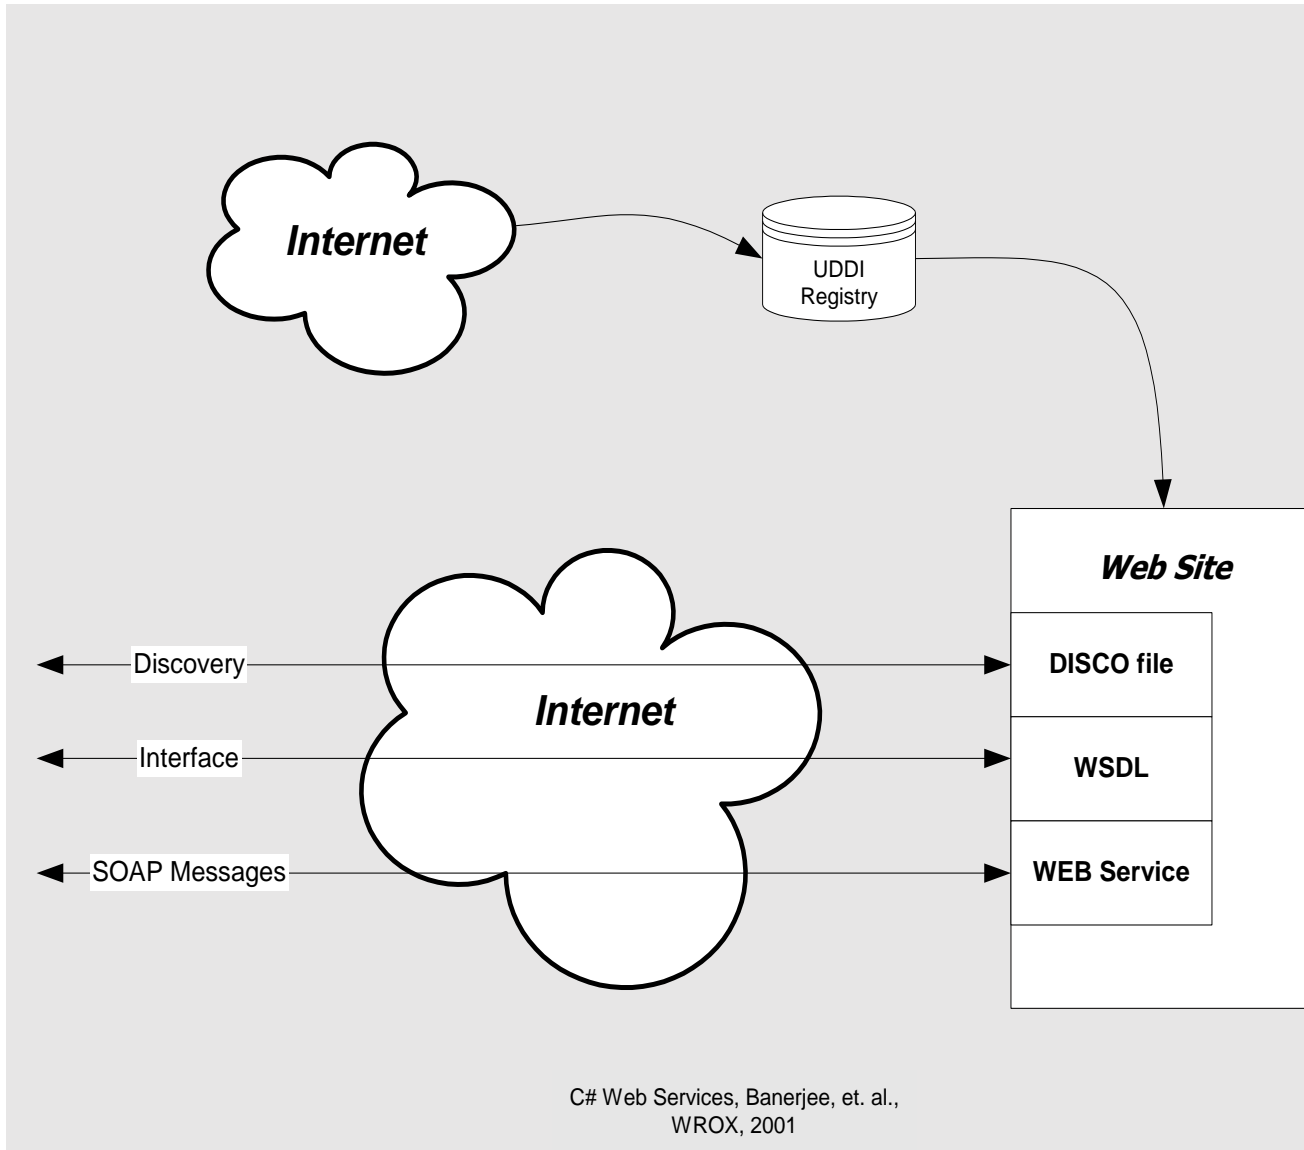 Internet
UDDI
Registry
Web Site
Discovery
DISCO file
Internet
Interface
WSDL
SOAP Messages
WEB Service
C# Web Services, Banerjee, et. al.,
WROX, 2001